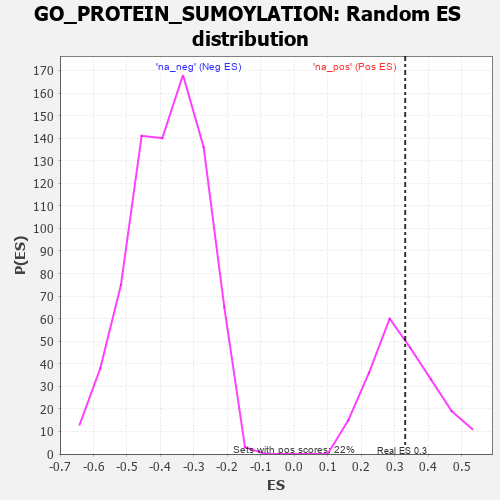 GO_PROTEIN_SUMOYLATION: Random ES
distribution
'na_neg' (Neg ES)
'na_pos' (Pos ES)
170
160
150
140
130
120
110
100
90
80
70
60
50
40
30
20
10
0
P(ES)
Sets with pos scores: 22%
Real ES 0.3
-0.7 -0.6 -0.5 -0.4 -0.3 -0.2 -0.1 0.0 0.1 0.2 0.3 0.4 0.5
ES